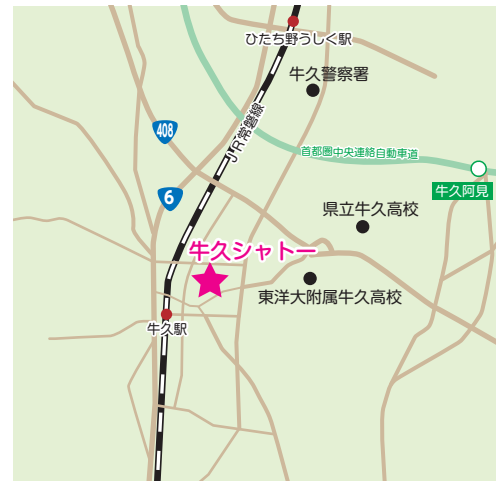 ひたち野うしく駅
牛久警察署
408
JR常磐線
首都圏中央連絡自動車道
6
牛久阿見
県立牛久高校
牛久シャトー
東洋大附属牛久高校
牛久駅